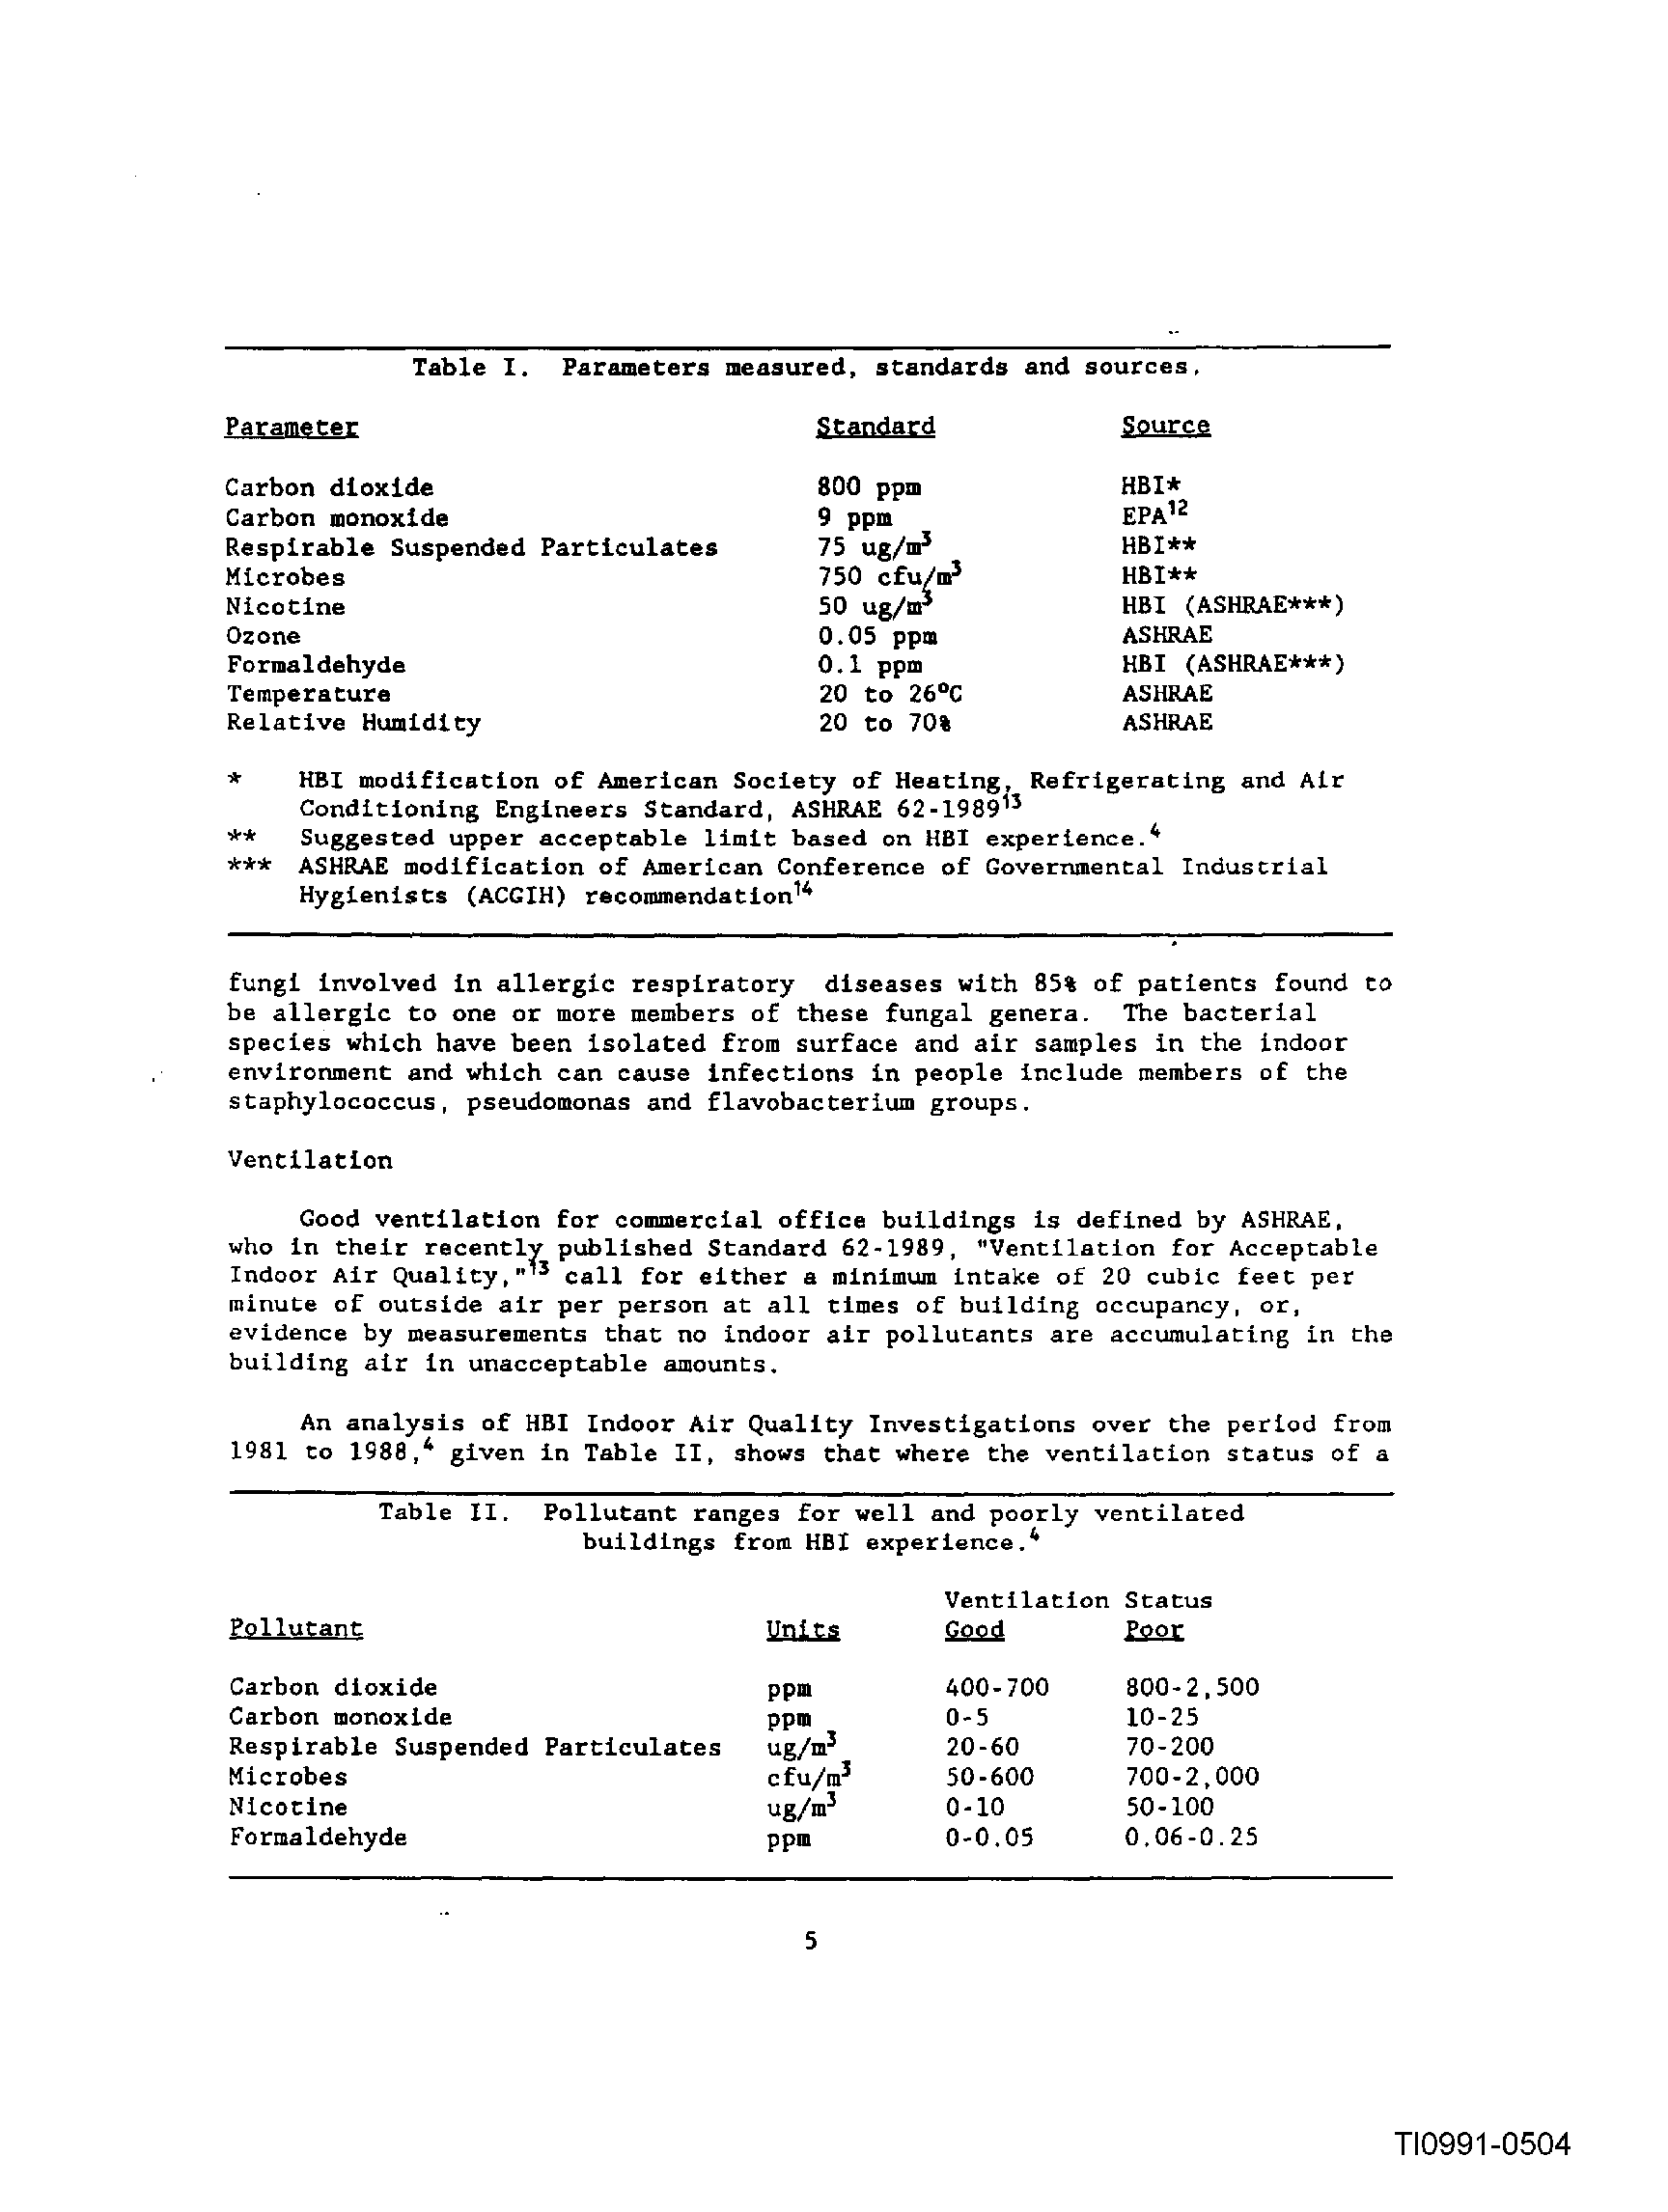 Table I. Parameters measured, standards and sources.
Parameter Standard Source
Carbon dioxide 800 ppm HBI*
Carbon monoxide 9 ppm EPA¹²
Respirable Suspended Particulates 75 ug/m³ HBI**
Microbes 750 cfu/m³ HBI**
Nicotine 50 ug/m³ HBI (ASHRAE***)
Ozone 0.05 ppm ASHRAE
Formaldehyde 0.1 ppm HBI (ASHRAE***)
Temperature 20 to 26°C ASHRAE
Relative Humidity 20 to 70% ASHRAE
* HBI modification of American Society of Heating, Refrigerating and Air
Conditioning Engineers Standard, ASHRAE 62-1989¹³
** Suggested upper acceptable limit based on HBI experience.⁴
*** ASHRAE modification of American Conference of Governmental Industrial
Hygienists (ACGIH) recommendation¹⁴
fungi involved in allergic respiratory diseases with 85% of patients found to
be allergic to one or more members of these fungal genera. The bacterial
species which have been isolated from surface and air samples in the indoor
environment and which can cause infections in people include members of the
staphylococcus, pseudomonas and flavobacterium groups.
Ventilation
Good ventilation for commercial office buildings is defined by ASHRAE,
who in their recently published Standard 62-1989, "Ventilation for Acceptable
Indoor Air Quality,"¹³ call for either a minimum intake of 20 cubic feet per
minute of outside air per person at all times of building occupancy, or,
evidence by measurements that no indoor air pollutants are accumulating in the
building air in unacceptable amounts.
An analysis of HBI Indoor Air Quality Investigations over the period from
1981 to 1988,⁴ given in Table II, shows that where the ventilation status of a
Table II. Pollutant ranges for well and poorly ventilated
buildings from HBI experience.⁴
Ventilation Status
Pollutant Units Good Poor
Carbon dioxide ppm 400-700 800-2,500
Carbon monoxide ppm 0-5 10-25
Respirable Suspended Particulates ug/m³ 20-60 70-200
Microbes cfu/m³ 50-600 700-2,000
Nicotine ug/m³ 0-10 50-100
Formaldehyde ppm 0-0.05 0.06-0.25
5
TI0991-0504